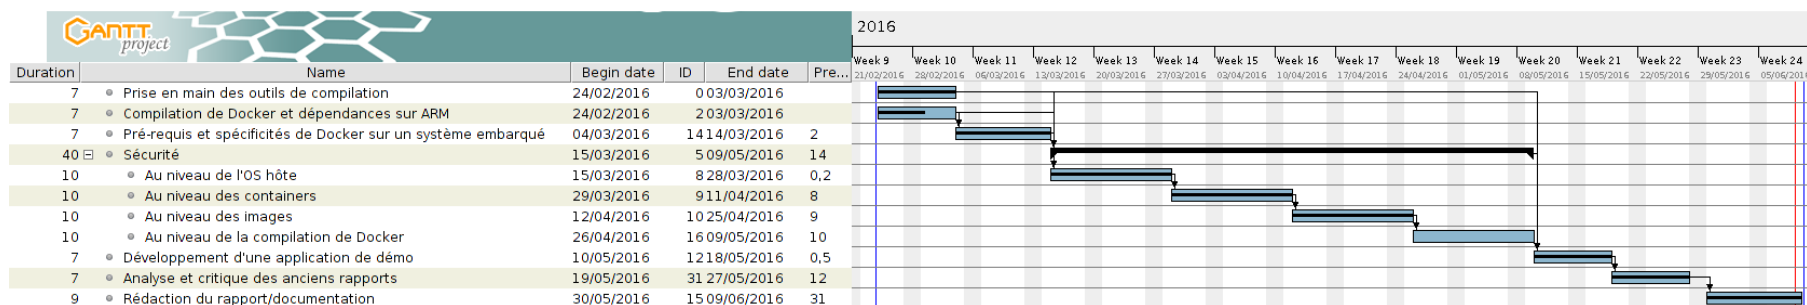 GANTT
project
2016
Week 9 Week 10 Week 11 Week 12 Week 13 Week 14 Week 15 Week 16 Week 17 Week 18 Week 19 Week 20 Week 21 Week 22 Week 23 Week 24
21/02/2016 28/02/2016 06/03/2016 13/03/2016 20/03/2016 27/03/2016 03/04/2016 10/04/2016 17/04/2016 24/04/2016 01/05/2016 08/05/2016 15/05/2016 22/05/2016 29/05/2016 05/06/2016
Duration Name Begin date ID End date Pre...
7 Prise en main des outils de compilation 24/02/2016 0 03/03/2016
7 Compilation de Docker et dépendances sur ARM 24/02/2016 2 03/03/2016
7 Pré-requis et spécificités de Docker sur un système embarqué 04/03/2016 14 14/03/2016 2
40 Sécurité 15/03/2016 5 09/05/2016 14
10 Au niveau de l'OS hôte 15/03/2016 8 28/03/2016 0,2
10 Au niveau des containers 29/03/2016 9 11/04/2016 8
10 Au niveau des images 12/04/2016 10 25/04/2016 9
10 Au niveau de la compilation de Docker 26/04/2016 16 09/05/2016 10
7 Développement d'une application de démo 10/05/2016 12 18/05/2016 0,5
7 Analyse et critique des anciens rapports 19/05/2016 31 27/05/2016 12
9 Rédaction du rapport/documentation 30/05/2016 15 09/06/2016 31